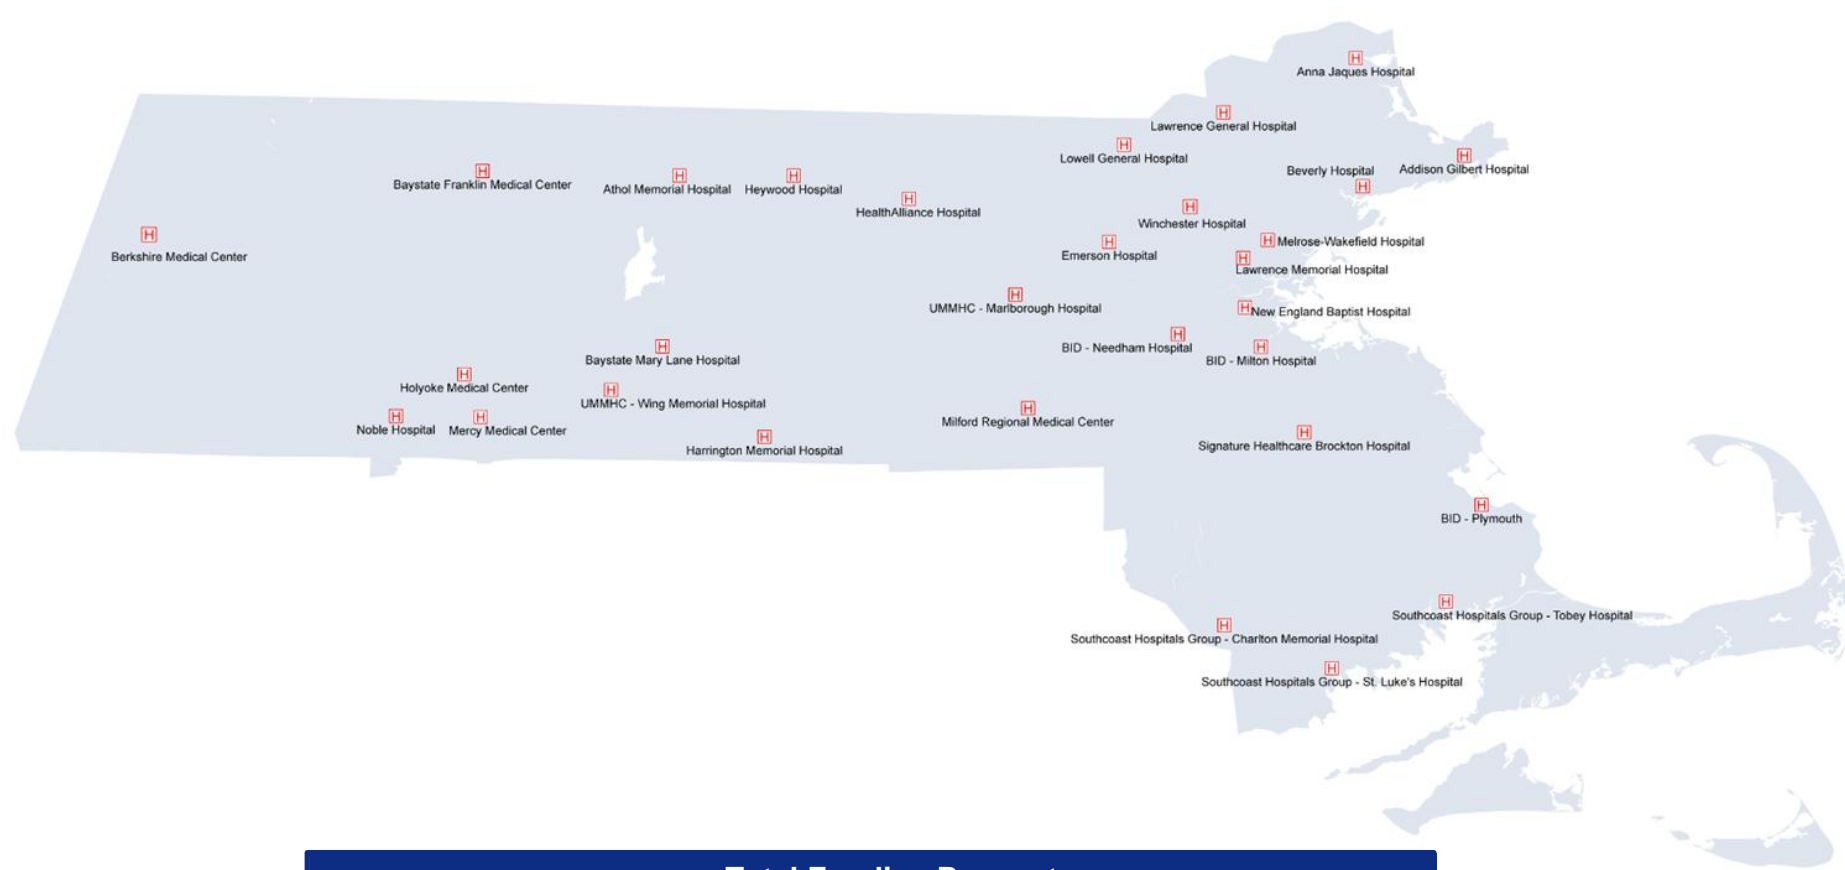 Anna Jaques Hospital
Lawrence General Hospital
Lowell General Hospital
Beverly Hospital
Addison Gilbert Hospital
Baystate Franklin Medical Center
Athol Memorial Hospital
Heywood Hospital
HealthAlliance Hospital
Winchester Hospital
Melrose-Wakefield Hospital
Berkshire Medical Center
Emerson Hospital
Lawrence Memorial Hospital
UMMHC - Marlborough Hospital
New England Baptist Hospital
BID - Needham Hospital
BID - Milton Hospital
Baystate Mary Lane Hospital
Holyoke Medical Center
UMMHC - Wing Memorial Hospital
Noble Hospital
Mercy Medical Center
Milford Regional Medical Center
Harrington Memorial Hospital
Signature Healthcare Brockton Hospital
BID - Plymouth
Southcoast Hospitals Group - Tobey Hospital
Southcoast Hospitals Group - Charlton Memorial Hospital
Southcoast Hospitals Group - St. Luke's Hospital